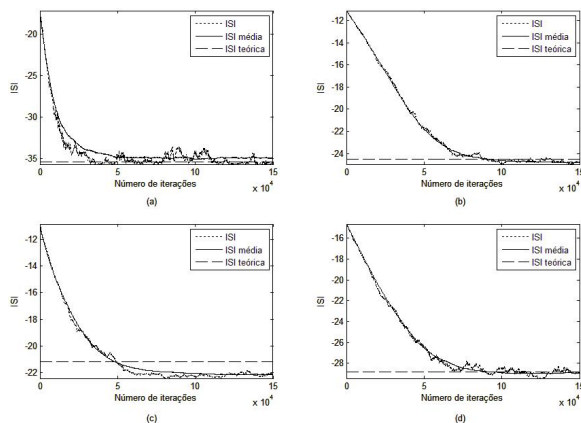 ISI
ISI média
ISI teórica
-20
-25
-30
-35
ISI
0
5
10
15
Número de iterações
x 10^4
(a)
ISI
ISI média
ISI teórica
-12
-14
-16
-18
-20
-22
-24
ISI
0
5
10
15
Número de iterações
x 10^4
(b)
ISI
ISI média
ISI teórica
-12
-14
-16
-18
-20
-22
ISI
0
5
10
15
Número de iterações
x 10^4
(c)
ISI
ISI média
ISI teórica
-16
-18
-20
-22
-24
-26
-28
ISI
0
5
10
15
Número de iterações
x 10^4
(d)